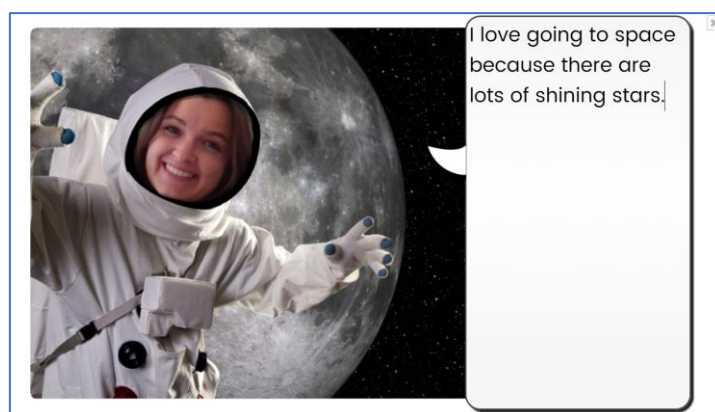 I love going to space
because there are
lots of shining stars.